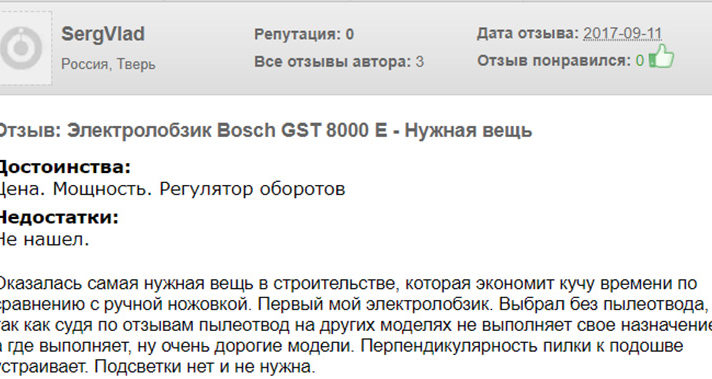 SergVlad
Россия, Тверь
Репутация: 0
Все отзывы автора: 3
Дата отзыва: 2017-09-11
Отзыв понравился: 0
Отзыв: Электролобзик Bosch GST 8000 E - Нужная вещь
Достоинства:
Цена. Мощность. Регулятор оборотов
Недостатки:
Не нашел.
Оказалась самая нужная вещь в строительстве, которая экономит кучу времени по
сравнению с ручной ножовкой. Первый мой электролобзик. Выбрал без пылеотвода,
так как судя по отзывам пылеотвод на других моделях не выполняет свое назначение
а где выполняет, ну очень дорогие модели. Перпендикулярность пилки к подошве
устраивает. Подсветки нет и не нужна.